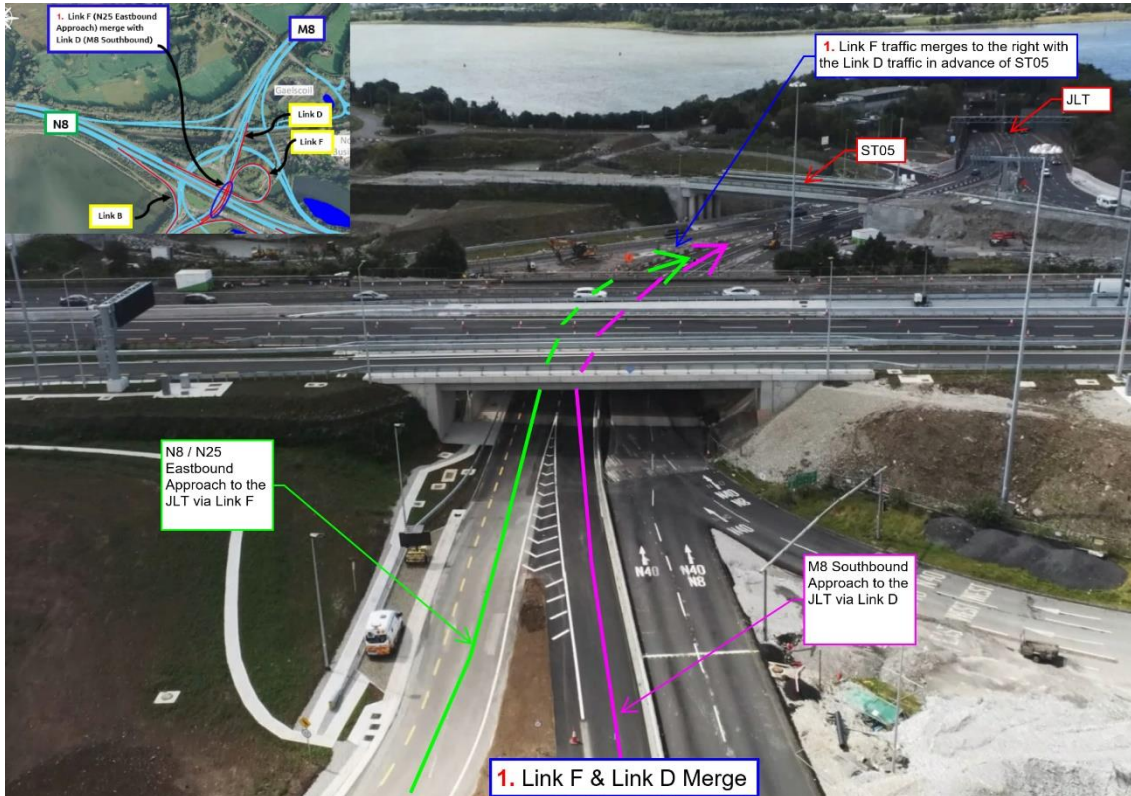 1. Link F (N25 Eastbound
Approach) merge with
Link D (M8 Southbound)
M8
Gaelscoil
N8
Link D
Link F
Link B
1. Link F traffic merges to the right with
the Link D traffic in advance of ST05
JLT
ST05
N8 / N25
Eastbound
Approach to the
JLT via Link F
N40
N40
N8
N40
M8 Southbound
Approach to the
JLT via Link D
1. Link F & Link D Merge